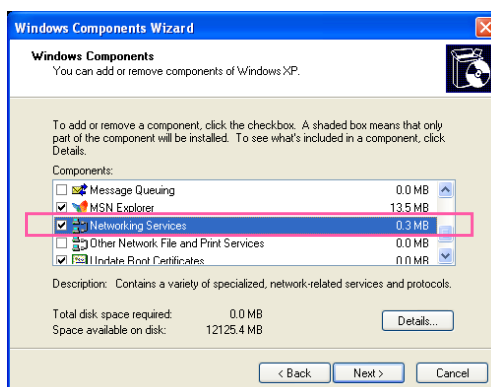 Windows Components Wizard
Windows Components
You can add or remove components of Windows XP.
To add or remove a component, click the checkbox. A shaded box means that only
part of the component will be installed. To see what's included in a component, click
Details.
Components:
Message Queuing 0.0 MB
MSN Explorer 13.5 MB
Networking Services 0.3 MB
Other Network File and Print Services 0.0 MB
Update Root Certificates 0.0 MB
Description: Contains a variety of specialized, network-related services and protocols.
Total disk space required: 0.0 MB
Space available on disk: 12125.4 MB
Details...
< Back Next > Cancel